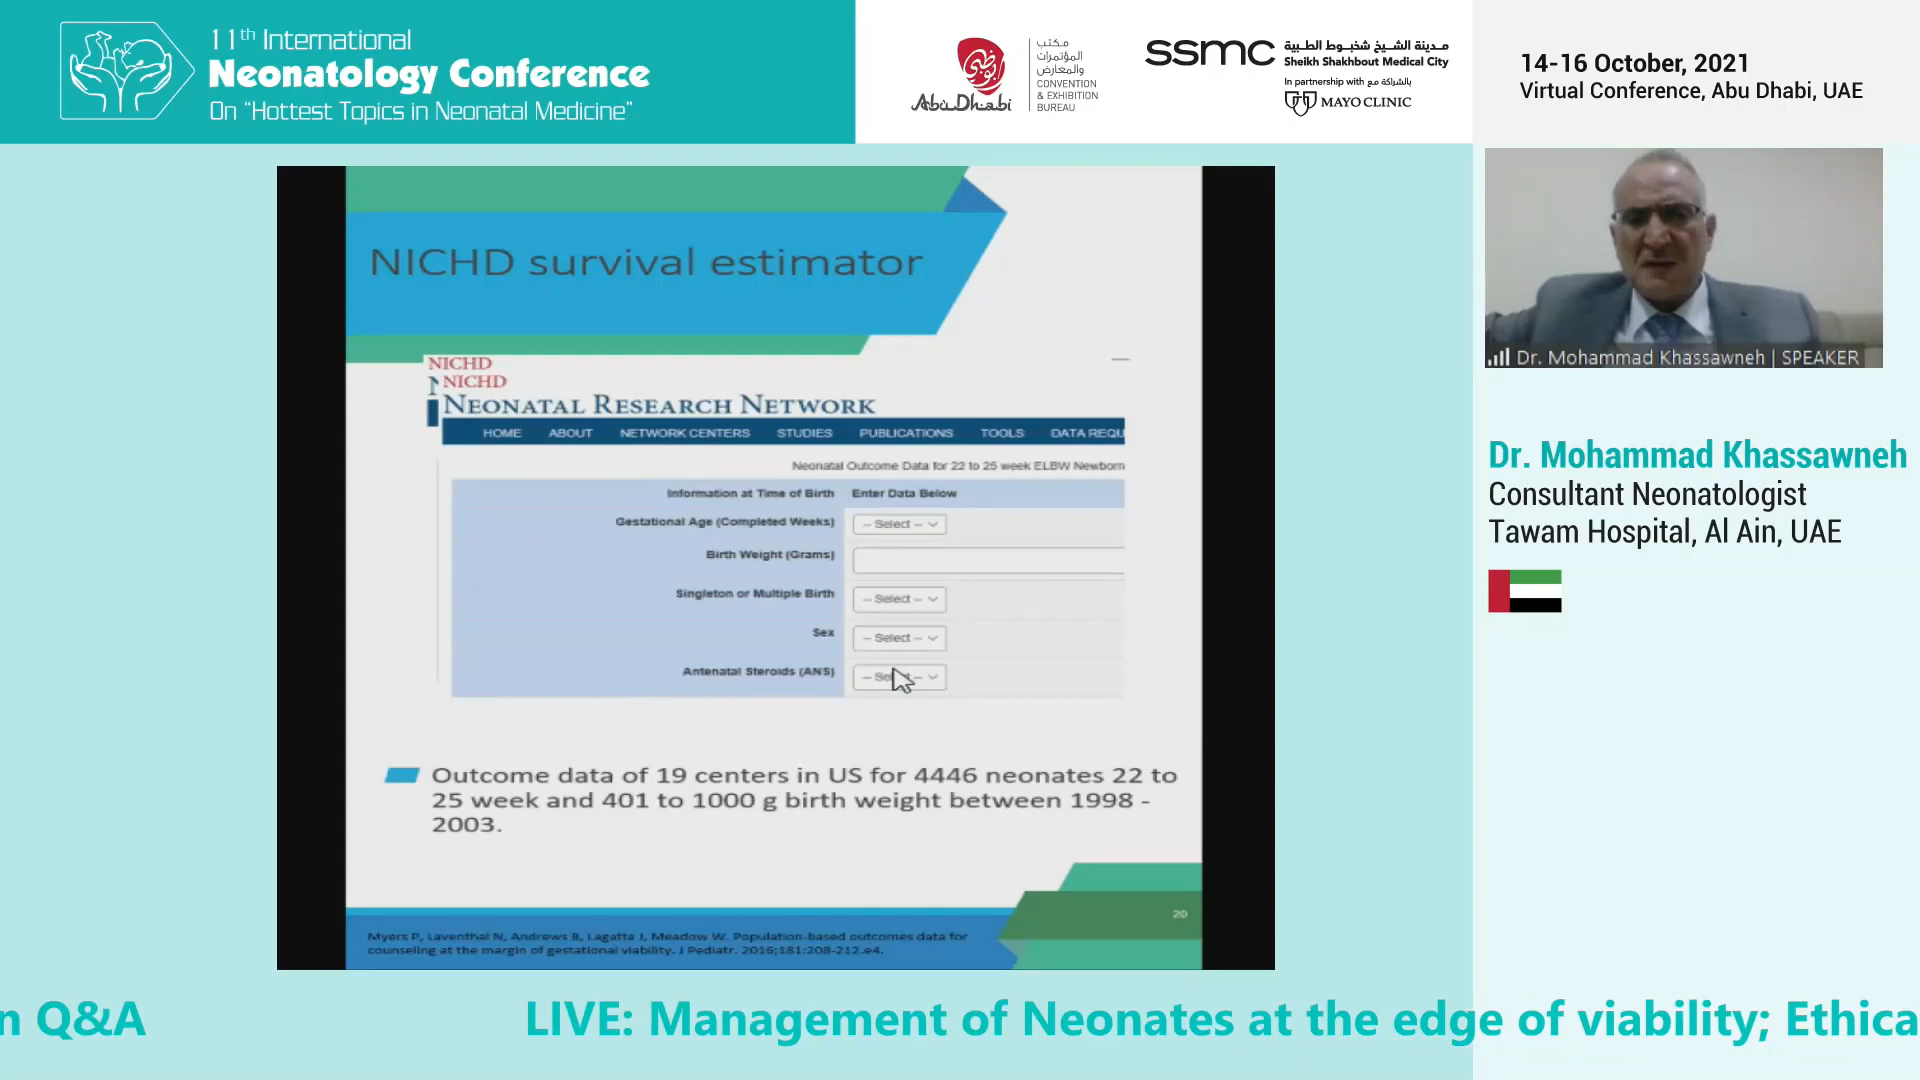 11th International
Neonatology Conference
On “Hottest Topics in Neonatal Medicine”
أبوظبي
Abu Dhabi
مكتب
المؤتمرات
والمعارض
CONVENTION
& EXHIBITION
BUREAU
ssmc
مدينة الشيخ شخبوط الطبية
Sheikh Shakhbout Medical City
In partnership with بالشراكة مع
MAYO CLINIC
14-16 October, 2021
Virtual Conference, Abu Dhabi, UAE
NICHD survival estimator
NICHD
NICHD
NEONATAL RESEARCH NETWORK
HOME ABOUT NETWORK CENTERS STUDIES PUBLICATIONS TOOLS DATA REQU
Neonatal Outcome Data for 22 to 25 week ELBW Newborn
Information at Time of Birth Enter Data Below
Gestational Age (Completed Weeks) -- Select --
Birth Weight (Grams)
Singleton or Multiple Birth -- Select --
Sex -- Select --
Antenatal Steroids (ANS)
Outcome data of 19 centers in US for 4446 neonates 22 to
25 week and 401 to 1000 g birth weight between 1998 -
2003.
20
Myers P, Laventhal N, Andrews B, Lagatta J, Meadow W. Population-based outcomes data for
counseling at the margin of gestational viability. J Pediatr. 2016;181:208-212.e4.
Dr. Mohammad Khassawneh | SPEAKER
Dr. Mohammad Khassawneh
Consultant Neonatologist
Tawam Hospital, Al Ain, UAE
n Q&A LIVE: Management of Neonates at the edge of viability; Ethica